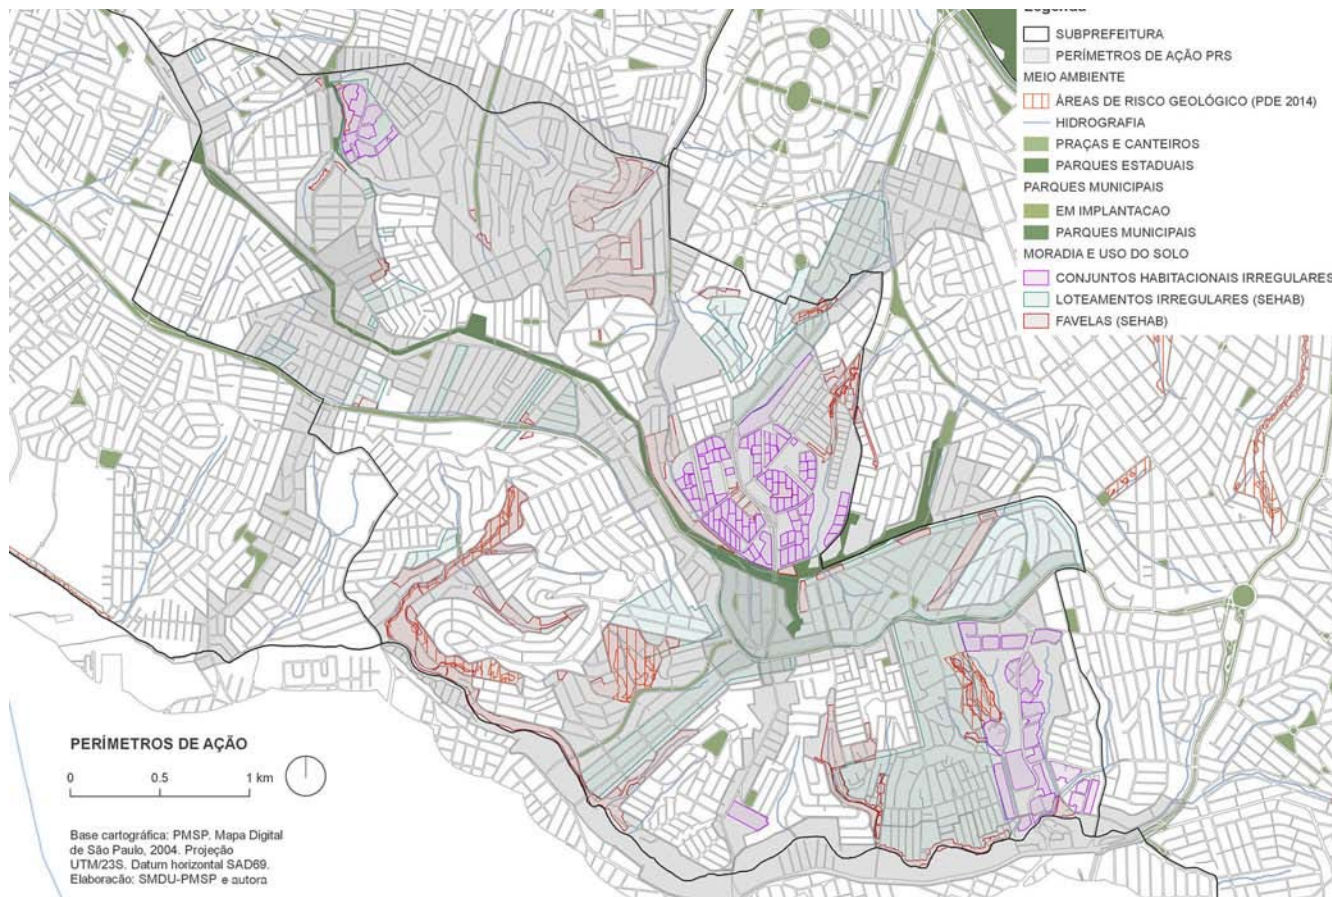 Legenda
SUBPREFEITURA
PERÍMETROS DE AÇÃO PRS
MEIO AMBIENTE
ÁREAS DE RISCO GEOLÓGICO (PDE 2014)
HIDROGRAFIA
PRAÇAS E CANTEIROS
PARQUES ESTADUAIS
PARQUES MUNICIPAIS
EM IMPLANTACAO
PARQUES MUNICIPAIS
MORADIA E USO DO SOLO
CONJUNTOS HABITACIONAIS IRREGULARES
LOTEAMENTOS IRREGULARES (SEHAB)
FAVELAS (SEHAB)
PERÍMETROS DE AÇÃO
0 0.5 1 km
Base cartográfica: PMSP. Mapa Digital
de São Paulo, 2004. Projeção
UTM/23S. Datum horizontal SAD69.
Elaboração: SMDU-PMSP e autora